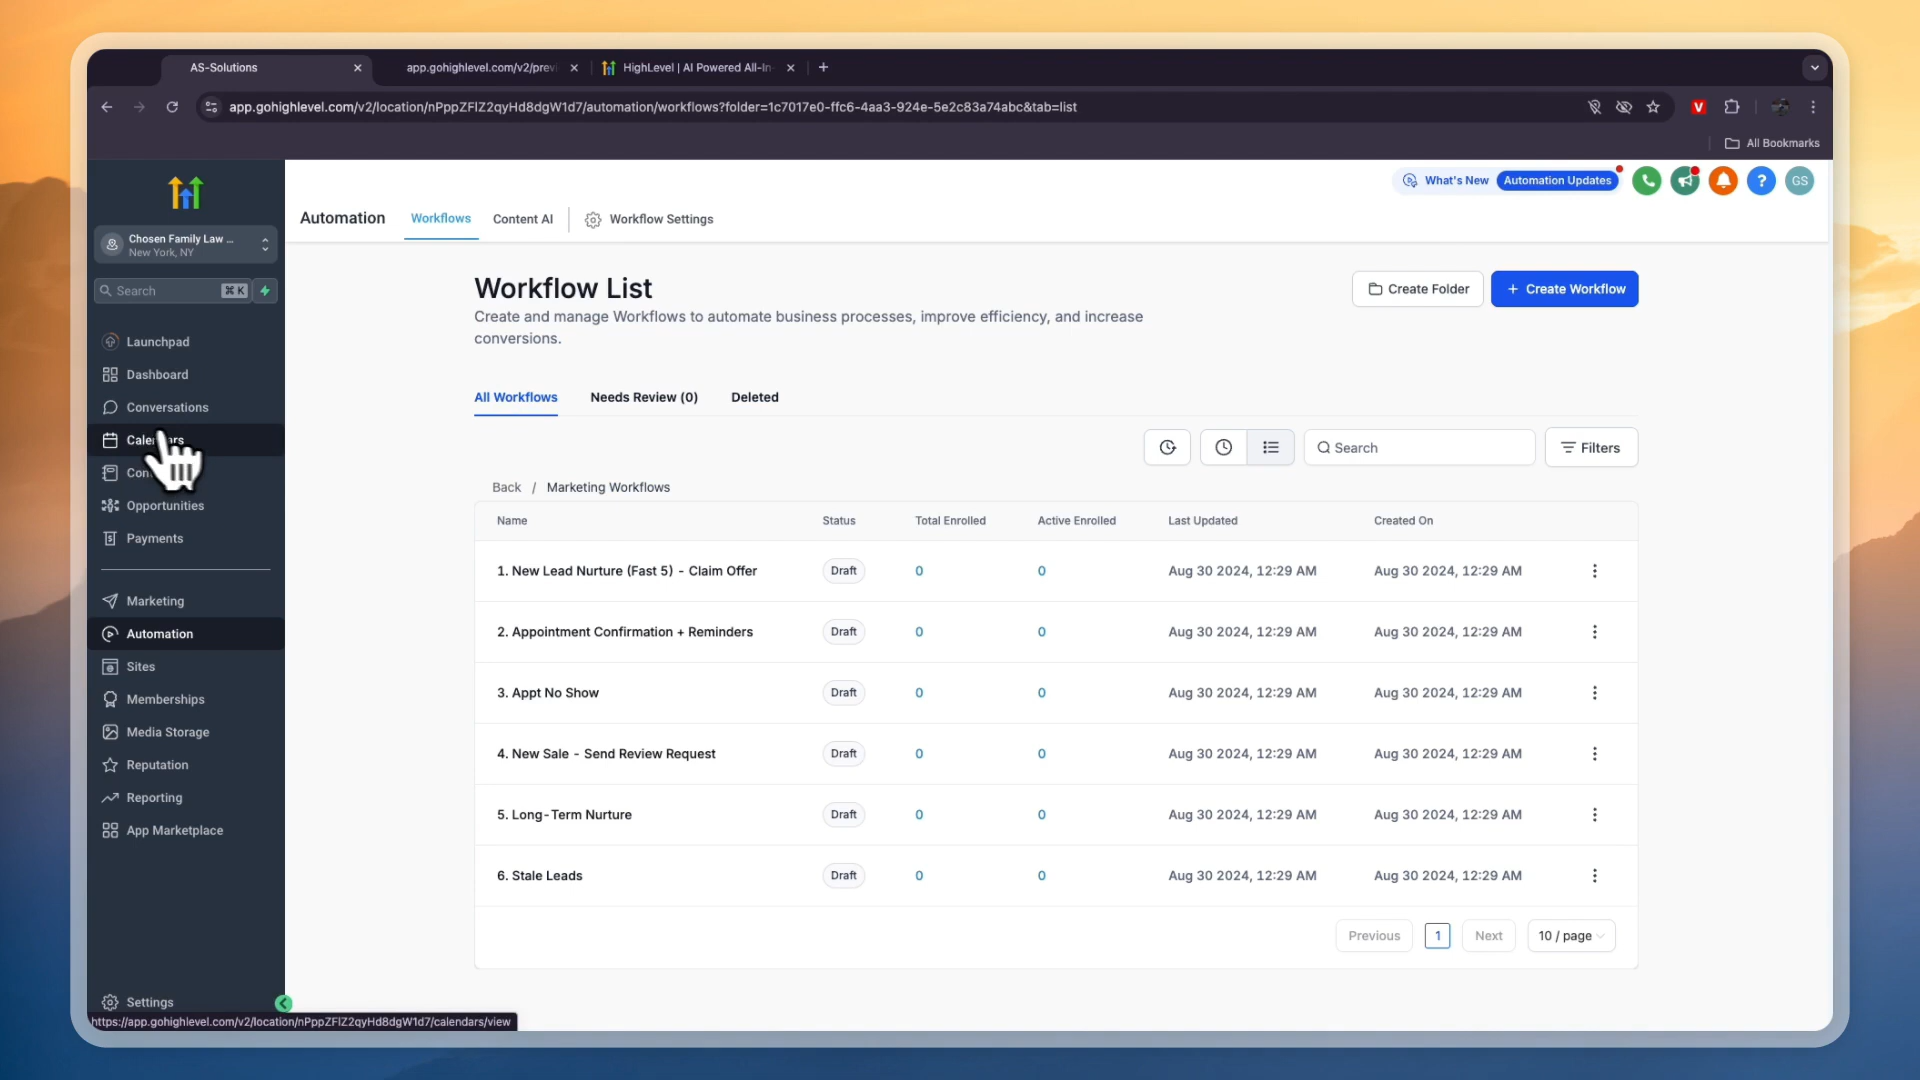 AS-Solutions
app.gohighlevel.com/v2/previ
HighLevel | AI Powered All-In-
app.gohighlevel.com/v2/location/nPppZFlZ2qyHd8dgW1d7/automation/workflows?folder=1c7017e0-ffc6-4aa3-924e-5e2c83a74abc&tab=list
All Bookmarks
What's New
Automation Updates
GS
Chosen Family Law ...
New York, NY
Search
⌘ K
Launchpad
Dashboard
Conversations
Calendars
Con
Opportunities
Payments
Marketing
Automation
Sites
Memberships
Media Storage
Reputation
Reporting
App Marketplace
Settings
https://app.gohighlevel.com/v2/location/nPppZFlZ2qyHd8dgW1d7/calendars/view
Automation
Workflows
Content AI
Workflow Settings
Workflow List
Create and manage Workflows to automate business processes, improve efficiency, and increase
conversions.
Create Folder
+ Create Workflow
All Workflows
Needs Review (0)
Deleted
Search
Filters
Back / Marketing Workflows
Name Status Total Enrolled Active Enrolled Last Updated Created On
1. New Lead Nurture (Fast 5) - Claim Offer Draft 0 0 Aug 30 2024, 12:29 AM Aug 30 2024, 12:29 AM
2. Appointment Confirmation + Reminders Draft 0 0 Aug 30 2024, 12:29 AM Aug 30 2024, 12:29 AM
3. Appt No Show Draft 0 0 Aug 30 2024, 12:29 AM Aug 30 2024, 12:29 AM
4. New Sale - Send Review Request Draft 0 0 Aug 30 2024, 12:29 AM Aug 30 2024, 12:29 AM
5. Long-Term Nurture Draft 0 0 Aug 30 2024, 12:29 AM Aug 30 2024, 12:29 AM
6. Stale Leads Draft 0 0 Aug 30 2024, 12:29 AM Aug 30 2024, 12:29 AM
Previous 1 Next 10 / page